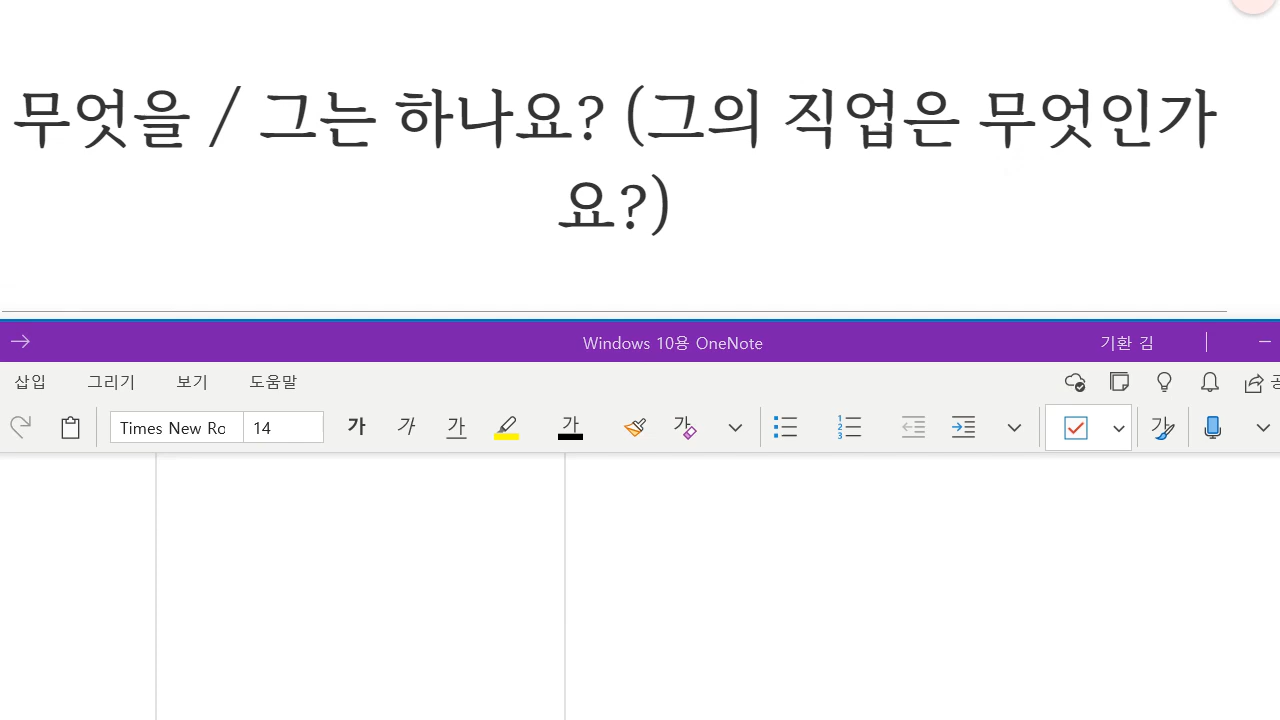 무엇을 / 그는 하나요? (그의 직업은 무엇인가
요?)
Windows 10용 OneNote
기환 김
삽입
그리기
보기
도움말
Times New Ro
14
가
가
가
가
가
가